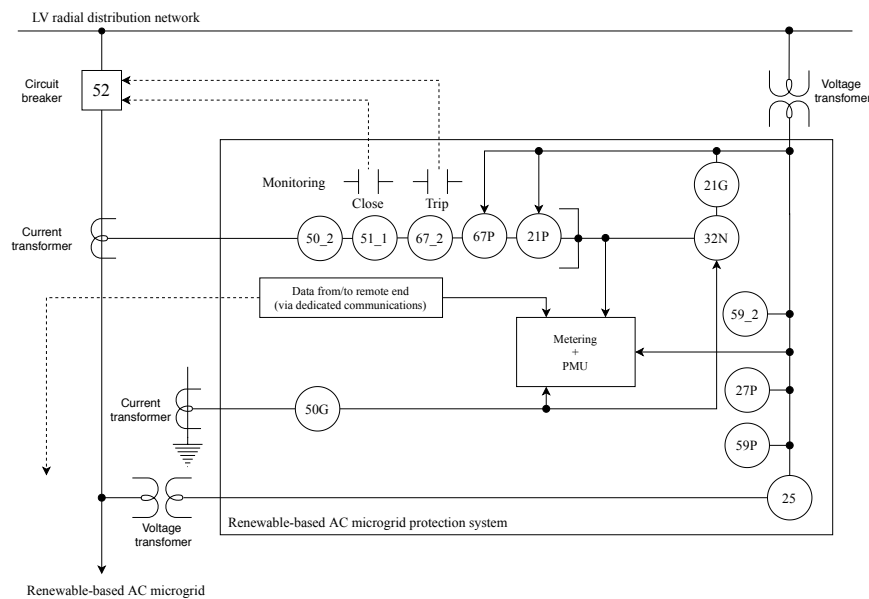 LV radial distribution network
Circuit
breaker
52
Voltage
transfomer
Monitoring
Close
Trip
21G
Current
transformer
50_2
51_1
67_2
67P
21P
32N
Data from/to remote end
(via dedicated communications)
59_2
Metering
+
PMU
27P
Current
transformer
50G
59P
25
Voltage
transfomer
Renewable-based AC microgrid protection system
Renewable-based AC microgrid